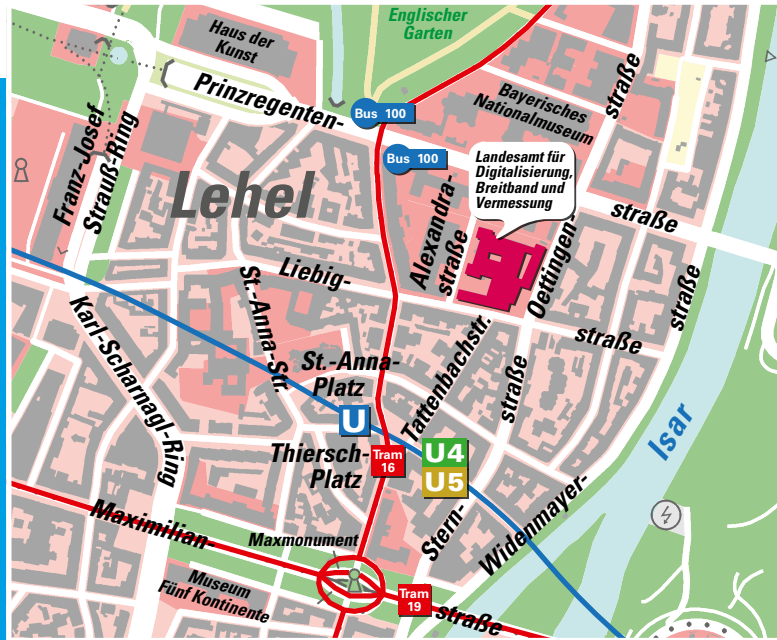 Englischer
Garten
Haus der
Kunst
Prinzregenten-
Bus 100
Bayerisches
Nationalmuseum
straße
Bus 100
Landesamt für
Digitalisierung,
Breitband und
Vermessung
Franz-Josef
Strauß-Ring
Lehel
Alexandra-
straße
straße
Oettingen-
Liebig-
straße
straße
St.-Anna-Str.
Karl-Scharnagl-Ring
St.-Anna-
Platz
Tattenbachstr.
straße
U
Isar
Thiersch-
Platz
Tram
16
U4
U5
Maximilian-
Maxmonument
Stern-
Widenmayer-
Museum
Fünf Kontinente
Tram
19
straße